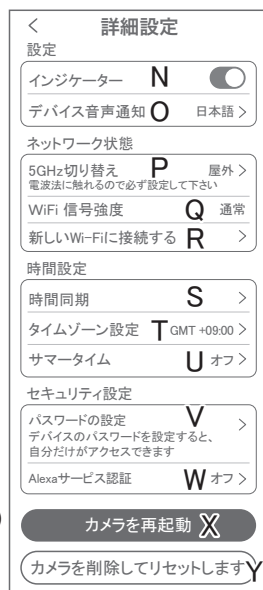 < 詳細設定
設定
インジケーター N
デバイス音声通知 O 日本語 >
ネットワーク状態
5GHz切り替え P 屋外 >
電波法に触れるので必ず設定して下さい
WiFi 信号強度 Q 通常
新しいWi-Fiに接続する R >
時間設定
時間同期 S >
タイムゾーン設定 T GMT +09:00 >
サマータイム U オフ >
セキュリティ設定
パスワードの設定 V >
デバイスのパスワードを設定すると、
自分だけがアクセスできます
Alexaサービス認証 W オフ >
カメラを再起動 X
カメラを削除してリセットします Y